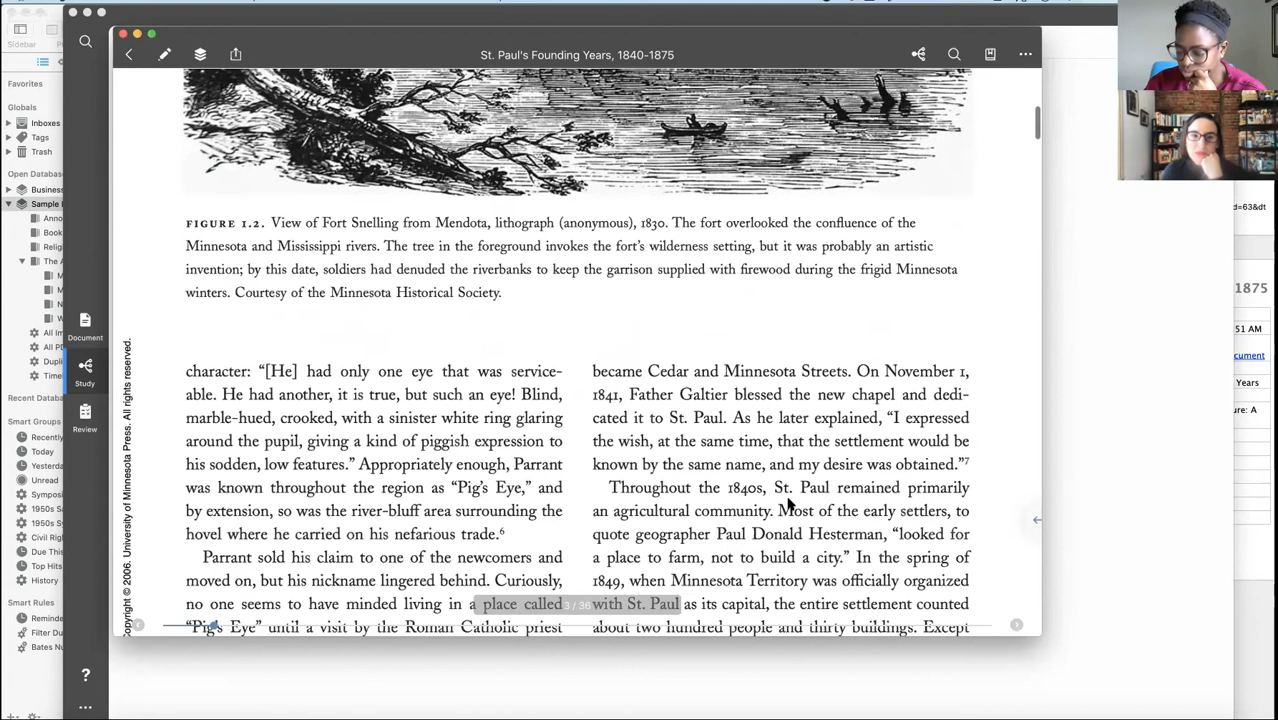 Sidebar
Favorites
Globals
Inboxes
Tags
Trash
Open Databa
Business
Sample
Anno
Book
Religi
The A
M
M
N
W
All Im
All P
Dupli
Time
Recent Databa
Smart Groups
Recently
Today
Yesterda
Symposi
1950s S
1950s Sy
Civil Righ
Due This
Top Hits
History
Smart Rules
Reminde
Filter Du
Bates Nu
Document
Study
Review
St. Paul's Founding Years, 1840-1875
Copyright © 2006. University of Minnesota Press. All rights reserved.
FIGURE 1.2. View of Fort Snelling from Mendota, lithograph (anonymous), 1830. The fort overlooked the confluence of the
Minnesota and Mississippi rivers. The tree in the foreground invokes the fort's wilderness setting, but it was probably an artistic
invention; by this date, soldiers had denuded the riverbanks to keep the garrison supplied with firewood during the frigid Minnesota
winters. Courtesy of the Minnesota Historical Society.
character: “[He] had only one eye that was service-
able. He had another, it is true, but such an eye! Blind,
marble-hued, crooked, with a sinister white ring glaring
around the pupil, giving a kind of piggish expression to
his sodden, low features.” Appropriately enough, Parrant
was known throughout the region as “Pig's Eye,” and
by extension, so was the river-bluff area surrounding the
hovel where he carried on his nefarious trade.6
Parrant sold his claim to one of the newcomers and
moved on, but his nickname lingered behind. Curiously,
no one seems to have minded living in a place called
“Pig's Eye” until a visit by the Roman Catholic priest
became Cedar and Minnesota Streets. On November 1,
1841, Father Galtier blessed the new chapel and dedi-
cated it to St. Paul. As he later explained, “I expressed
the wish, at the same time, that the settlement would be
known by the same name, and my desire was obtained.”7
Throughout the 1840s, St. Paul remained primarily
an agricultural community. Most of the early settlers, to
quote geographer Paul Donald Hesterman, “looked for
a place to farm, not to build a city.” In the spring of
1849, when Minnesota Territory was officially organized
with St. Paul as its capital, the entire settlement counted
about two hundred people and thirty buildings. Except
3 / 36
d=63&dt
1875
51 AM
cument
Years
ure: A